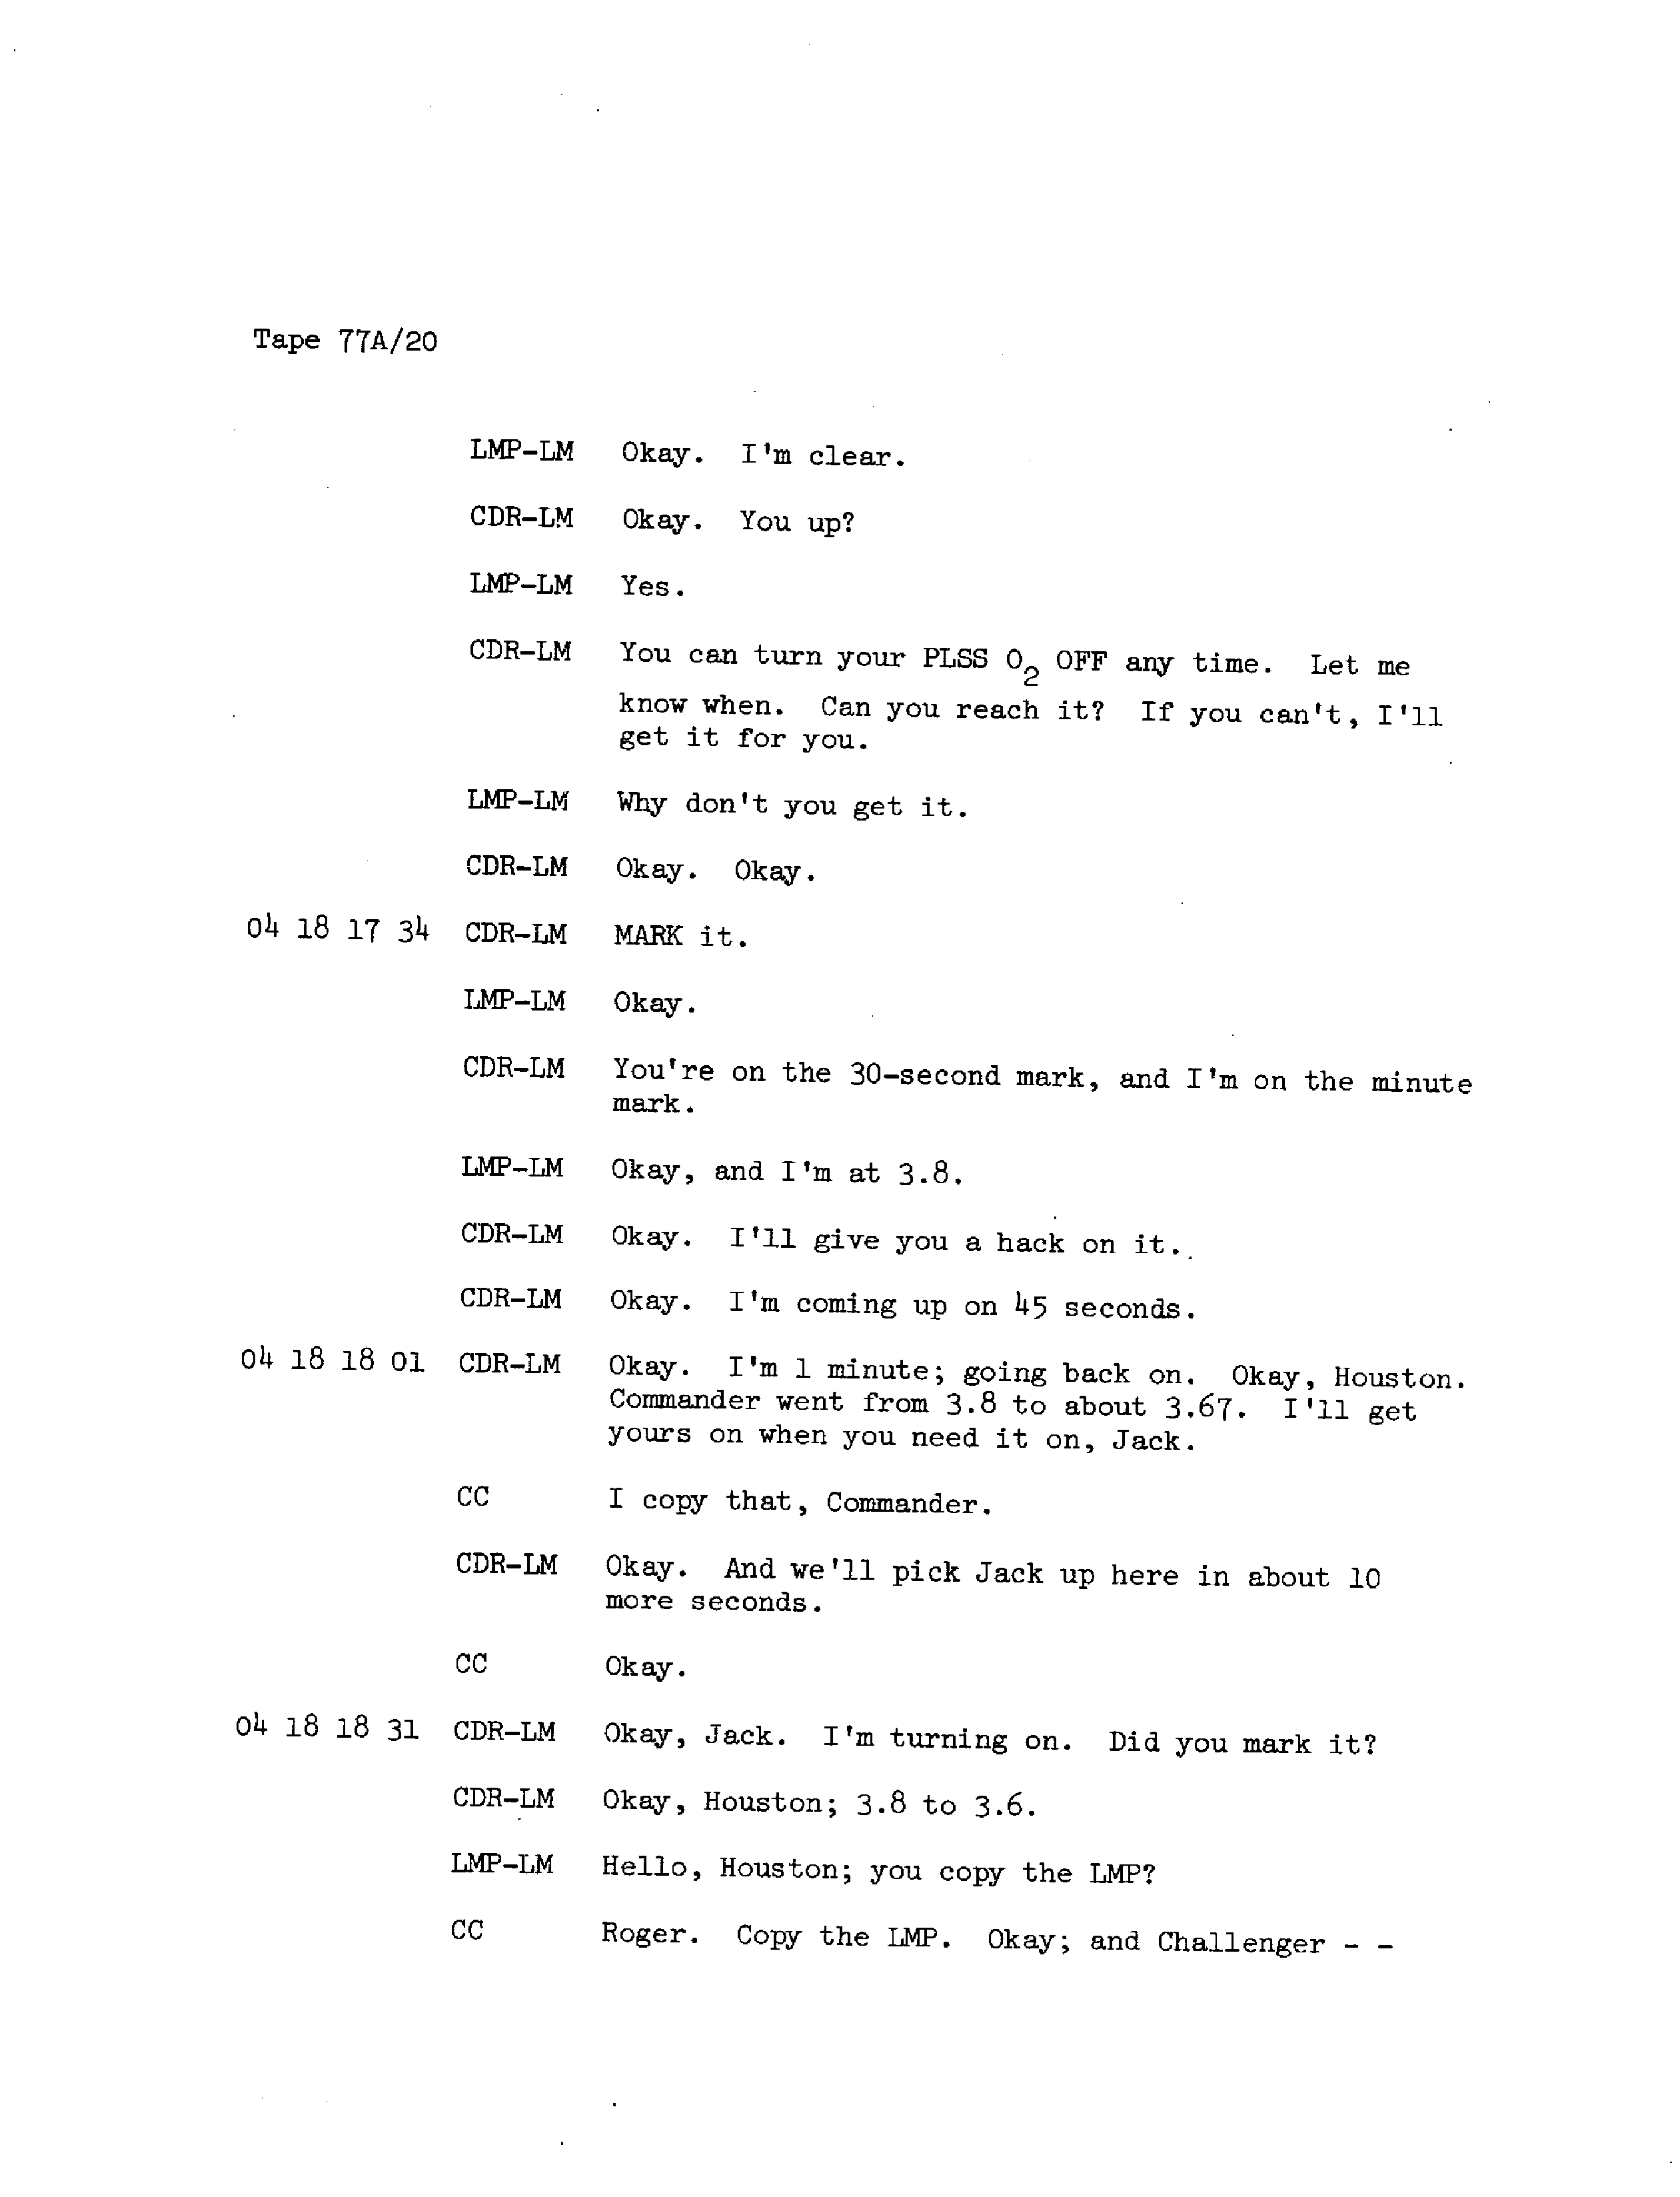 Tape 77A/20
LMP-LM Okay. I'm clear.
CDR-LM Okay. You up?
LMP-LM Yes.
CDR-LM You can turn your PLSS O2 OFF any time. Let me
know when. Can you reach it? If you can't, I'll
get it for you.
LMP-LM Why don't you get it.
CDR-LM Okay. Okay.
04 18 17 34 CDR-LM MARK it.
LMP-LM Okay.
CDR-LM You're on the 30-second mark, and I'm on the minute
mark.
LMP-LM Okay, and I'm at 3.8.
CDR-LM Okay. I'll give you a hack on it.
CDR-LM Okay. I'm coming up on 45 seconds.
04 18 18 01 CDR-LM Okay. I'm 1 minute; going back on. Okay, Houston.
Commander went from 3.8 to about 3.67. I'll get
yours on when you need it on, Jack.
CC I copy that, Commander.
CDR-LM Okay. And we'll pick Jack up here in about 10
more seconds.
CC Okay.
04 18 18 31 CDR-LM Okay, Jack. I'm turning on. Did you mark it?
CDR-LM Okay, Houston; 3.8 to 3.6.
LMP-LM Hello, Houston; you copy the LMP?
CC Roger. Copy the LMP. Okay; and Challenger - -